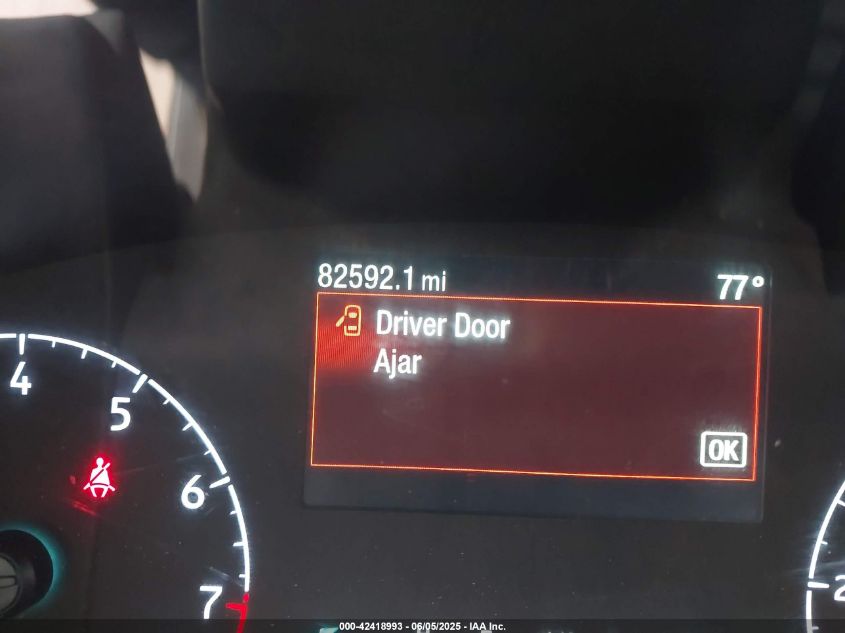 82592.1 mi 77°
Driver Door
Ajar
OK
4
5
6
7
2
000-42418993 - 06/05/2025 - IAA Inc.